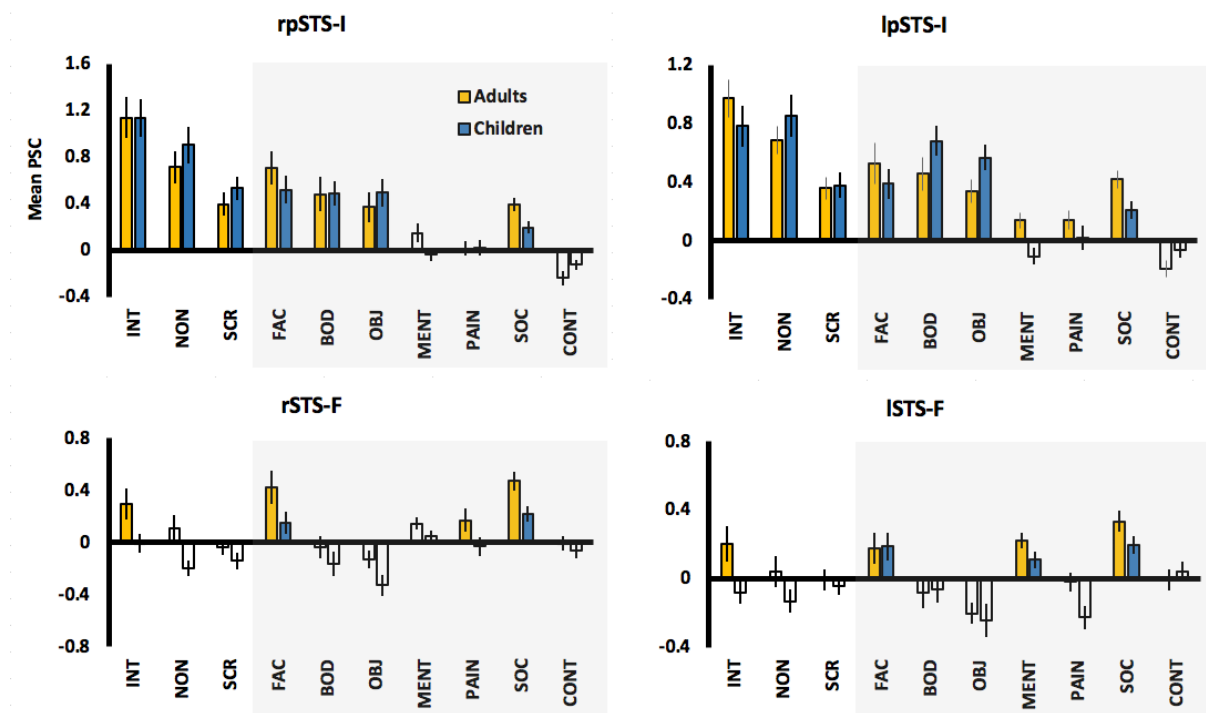 rpSTS-I
Mean PSC
1.6
1.2
0.8
0.4
0
-0.4
Adults
Children
INT NON SCR FAC BOD OBJ MENT PAIN SOC CONT
lpSTS-I
1.2
0.8
0.4
0
-0.4
INT NON SCR FAC BOD OBJ MENT PAIN SOC CONT
rSTS-F
0.8
0.4
0
-0.4
-0.8
INT NON SCR FAC BOD OBJ MENT PAIN SOC CONT
lSTS-F
0.8
0.4
0
-0.4
INT NON SCR FAC BOD OBJ MENT PAIN SOC CONT